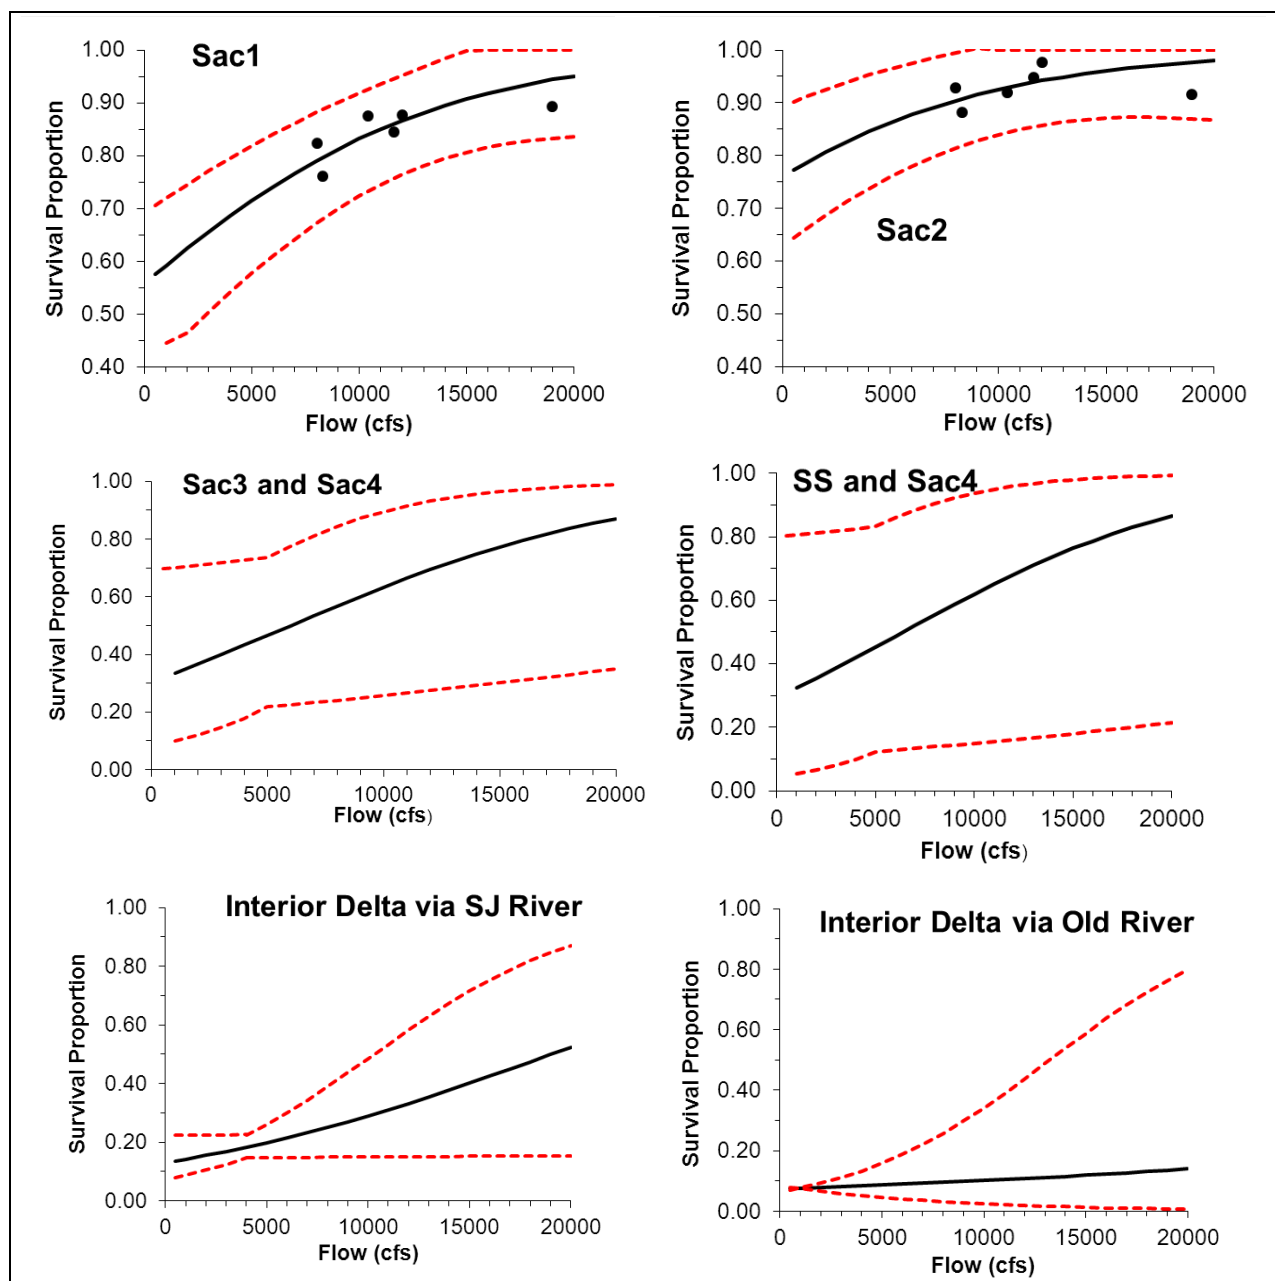 Sac1
Survival Proportion
1.00
0.90
0.80
0.70
0.60
0.50
0.40
0 5000 10000 15000 20000
Flow (cfs)
Sac2
Survival Proportion
1.00
0.90
0.80
0.70
0.60
0.50
0.40
0 5000 10000 15000 20000
Flow (cfs)
Sac3 and Sac4
Survival Proportion
1.00
0.80
0.60
0.40
0.20
0.00
0 5000 10000 15000 20000
Flow (cfs)
SS and Sac4
Survival Proportion
1.00
0.80
0.60
0.40
0.20
0.00
0 5000 10000 15000 20000
Flow (cfs)
Interior Delta via SJ River
Survival Proportion
1.00
0.80
0.60
0.40
0.20
0.00
0 5000 10000 15000 20000
Flow (cfs)
Interior Delta via Old River
Survival Proportion
1.00
0.80
0.60
0.40
0.20
0.00
0 5000 10000 15000 20000
Flow (cfs)